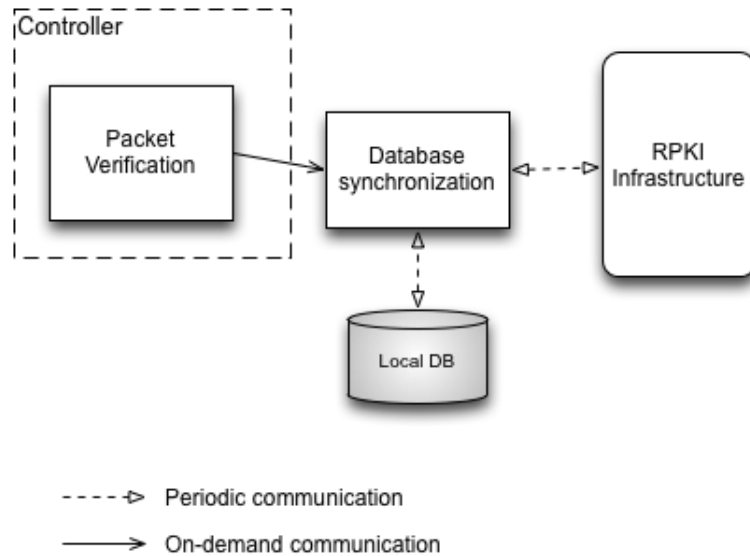 Controller
Packet
Verification
Database
synchronization
RPKI
Infrastructure
Local DB
Periodic communication
On-demand communication